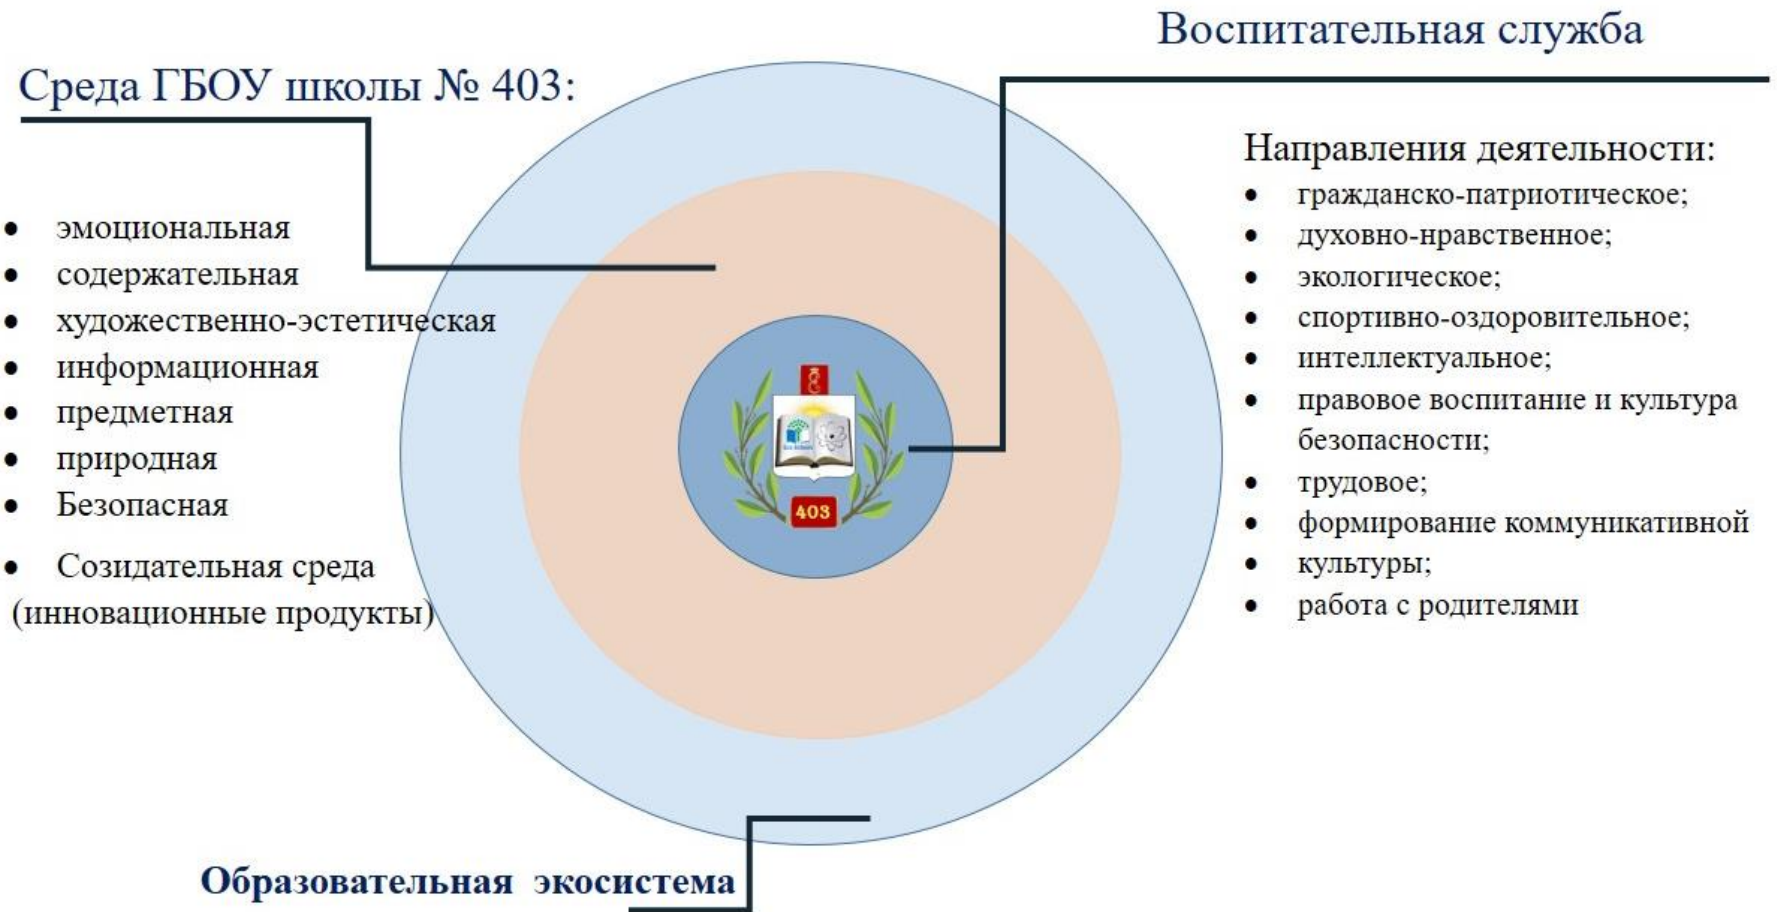 Воспитательная служба
Среда ГБОУ школы № 403:
• эмоциональная
• содержательная
• художественно-эстетическая
• информационная
• предметная
• природная
• Безопасная
• Созидательная среда
(инновационные продукты)
Направления деятельности:
• гражданско-патриотическое;
• духовно-нравственное;
• экологическое;
• спортивно-оздоровительное;
• интеллектуальное;
• правовое воспитание и культура
безопасности;
• трудовое;
• формирование коммуникативной
• культуры;
• работа с родителями
403
Образовательная экосистема